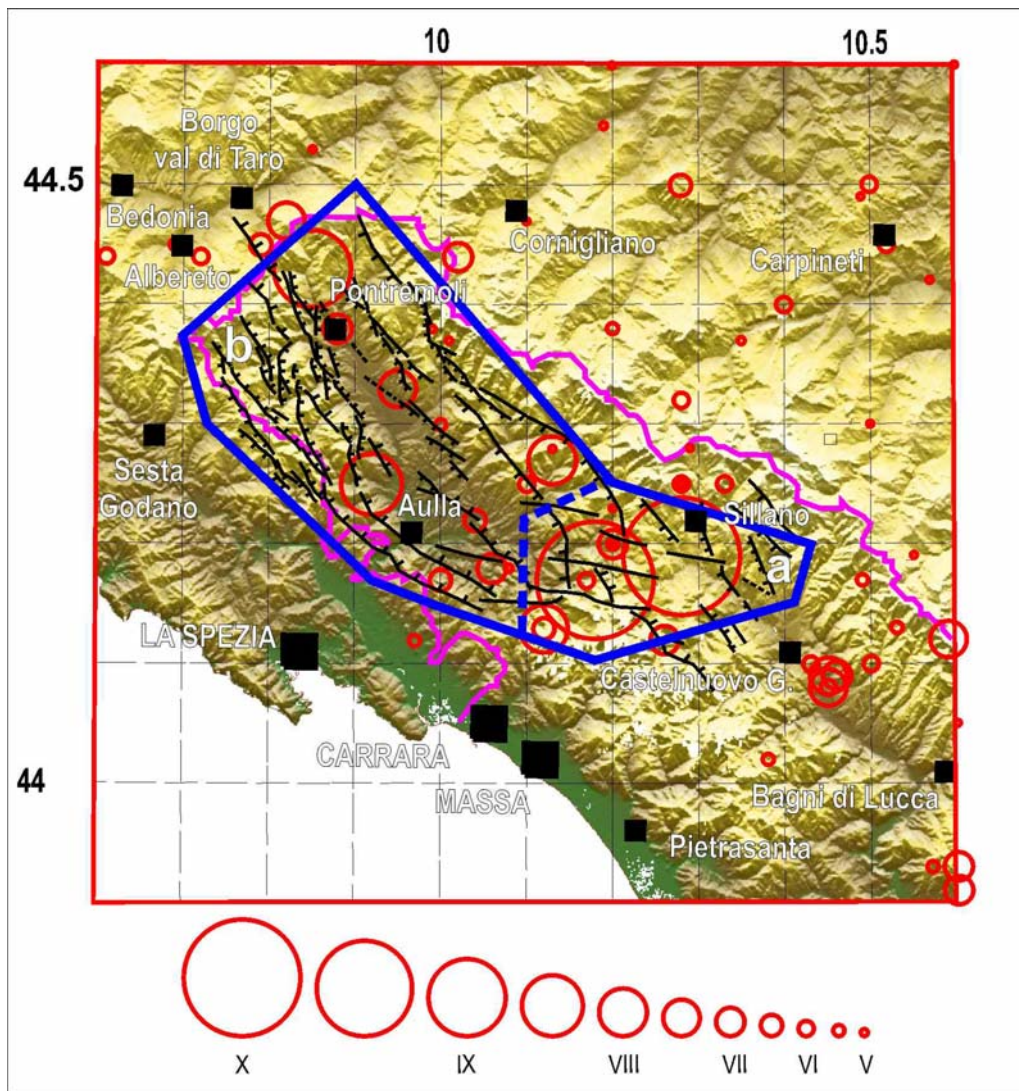 10
10.5
44.5
Borgo
val di Taro
Bedonia
Albereto
Cornigliano
Carpineti
Pontremoli
b
Sesta
Godano
Aulla
Sillano
a
LA SPEZIA
Castelnuovo G.
CARRARA
44
MASSA
Bagni di Lucca
Pietrasanta
X
IX
VIII
VII
VI
V